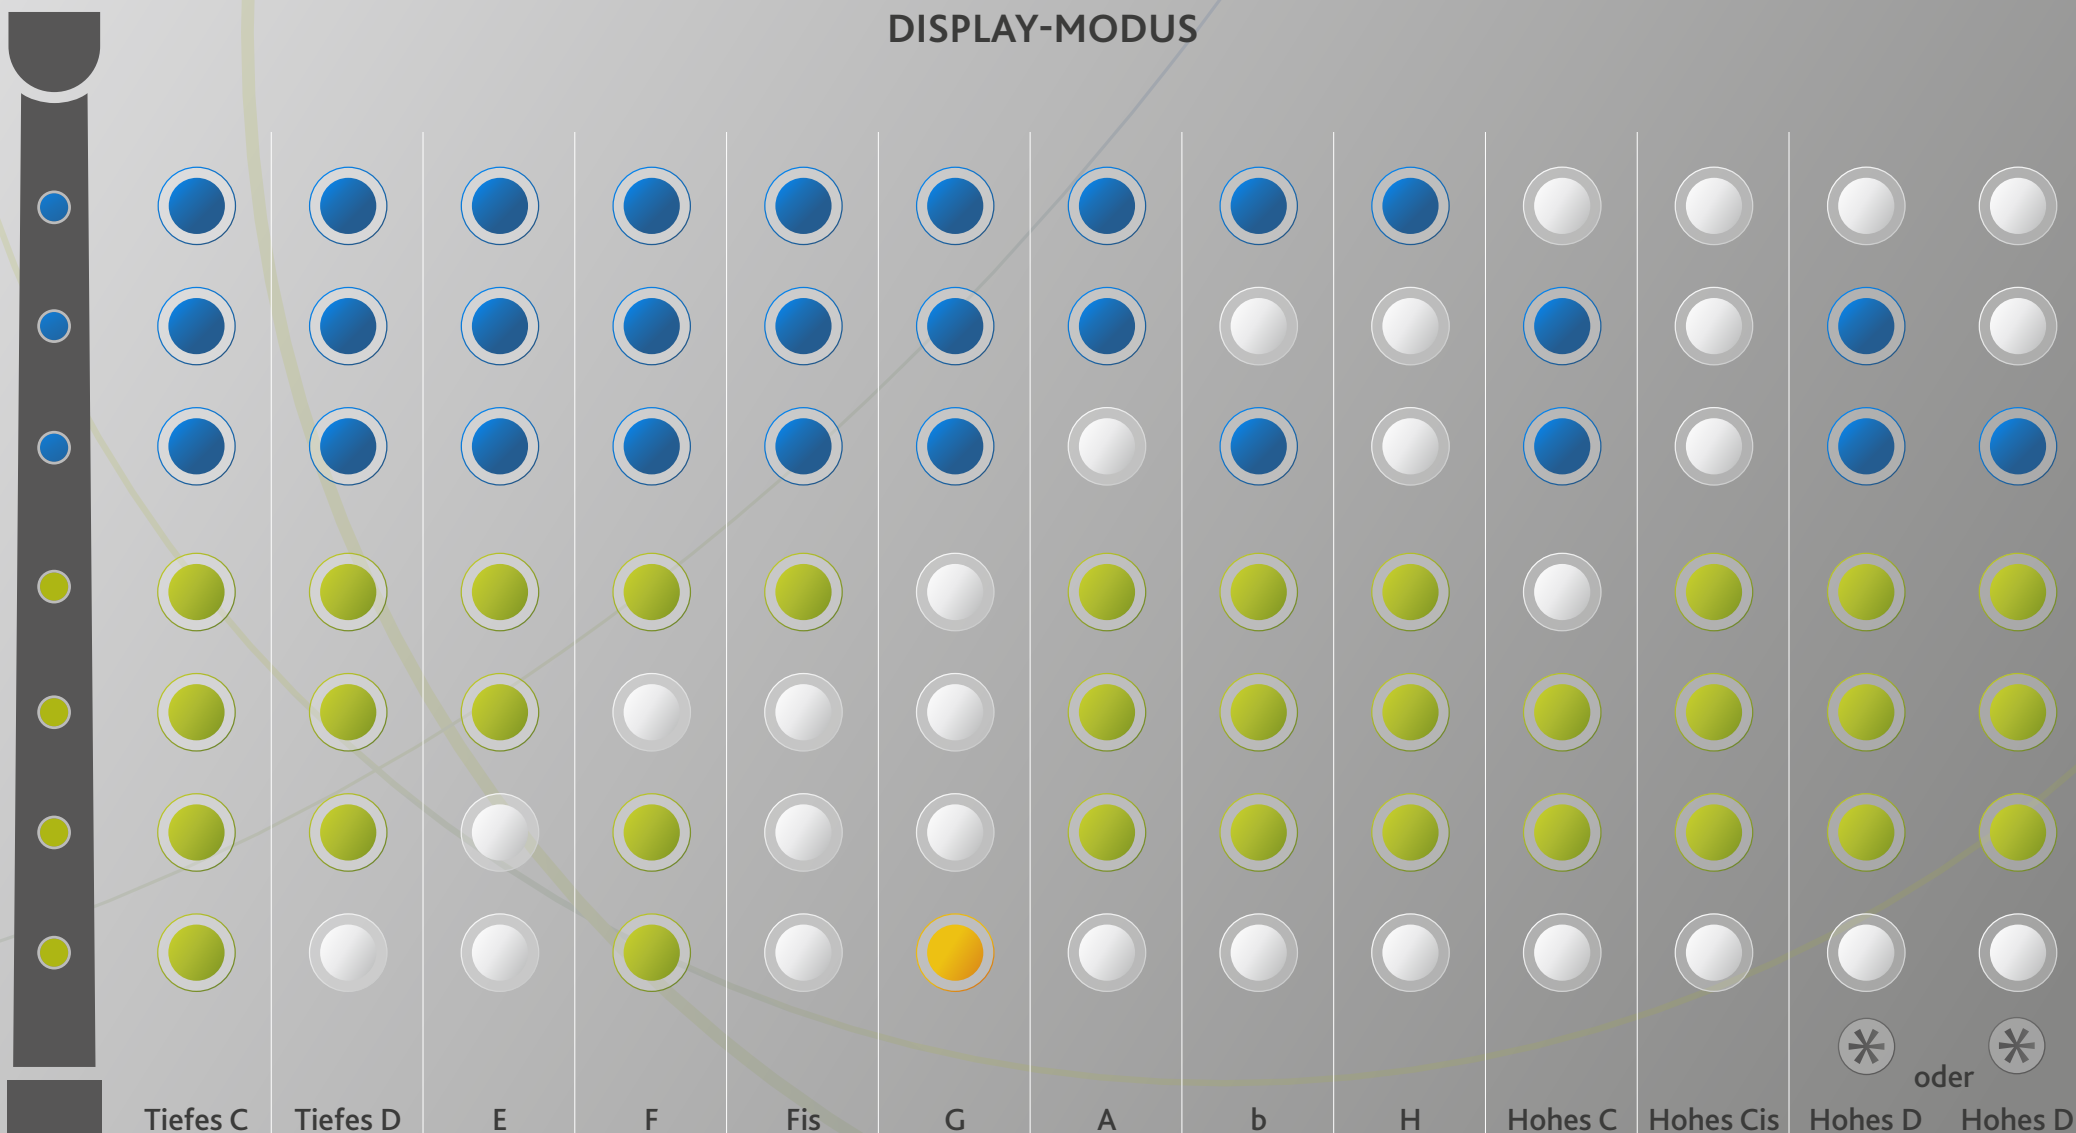 DISPLAY-MODUS
oder
Tiefes C Tiefes D E F Fis G A b H Hohes C Hohes Cis Hohes D Hohes D